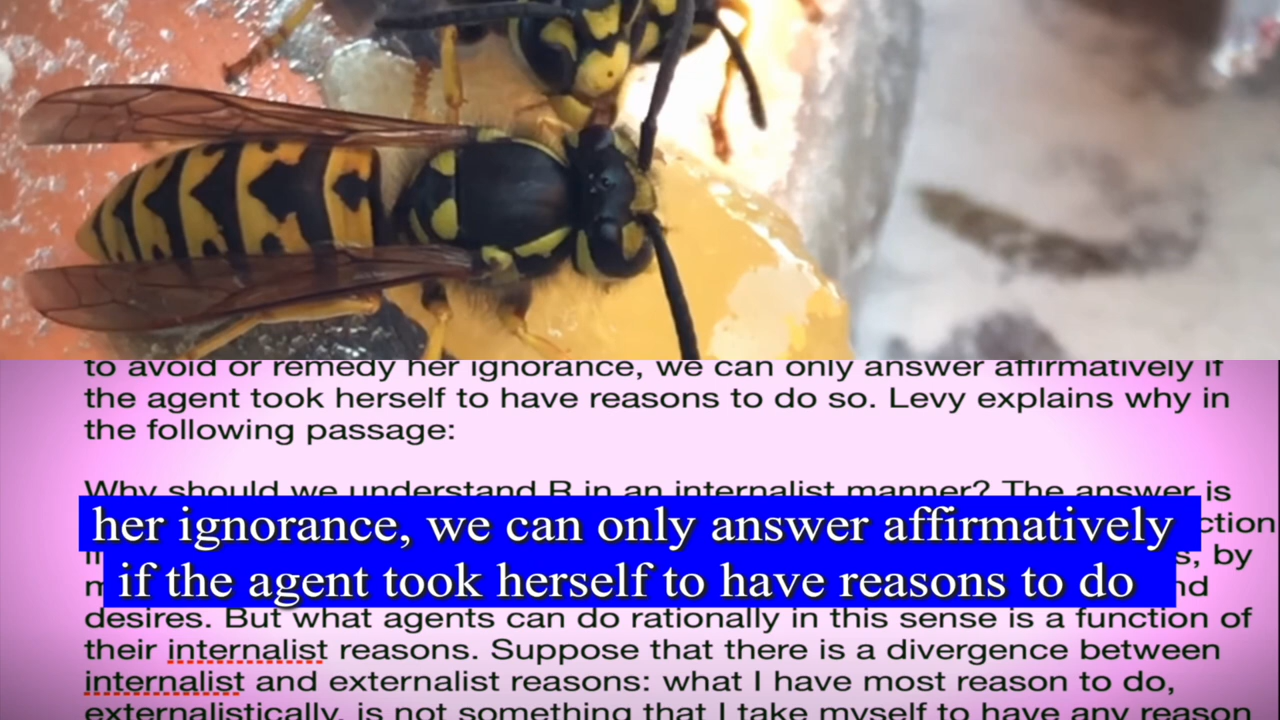 to avoid or remedy her ignorance, we can only answer affirmatively if
the agent took herself to have reasons to do so. Levy explains why in
the following passage:
Why should we understand R in an internalist manner? The answer is
her ignorance, we can only answer affirmatively
ction
if the agent took herself to have reasons to do
s, by
nd
desires. But what agents can do rationally in this sense is a function of
their internalist reasons. Suppose that there is a divergence between
internalist and externalist reasons: what I have most reason to do,
externalistically, is not something that I take myself to have any reason